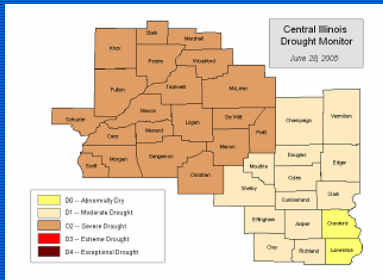 Central Illinois
Drought Monitor
June 28, 2005
Stark
Knox
Marshall
Peoria
Woodford
Fulton
Tazewell
McLean
Mason
Schuyler
Logan
De Witt
Vermilion
Champaign
Cass
Menard
Piatt
Macon
Douglas
Scott
Morgan
Sangamon
Moultrie
Edgar
Christian
Coles
Shelby
Cumberland
Clark
Effingham
Jasper
Crawford
Clay
Richland
Lawrence
D0 -- Abnormally Dry
D1 -- Moderate Drought
D2 -- Severe Drought
D3 -- Extreme Drought
D4 -- Exceptional Drought